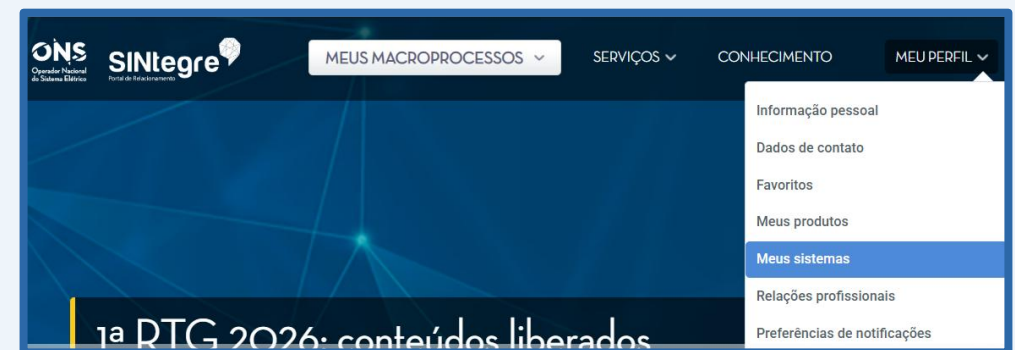 ONS
Operador Nacional
do Sistema Elétrico
SINtegre
Portal de Relacionamento
MEUS MACROPROCESSOS
SERVIÇOS
CONHECIMENTO
MEU PERFIL
Informação pessoal
Dados de contato
Favoritos
Meus produtos
Meus sistemas
Relações profissionais
Preferências de notificações
1ª RTG 2026: conteúdos liberados